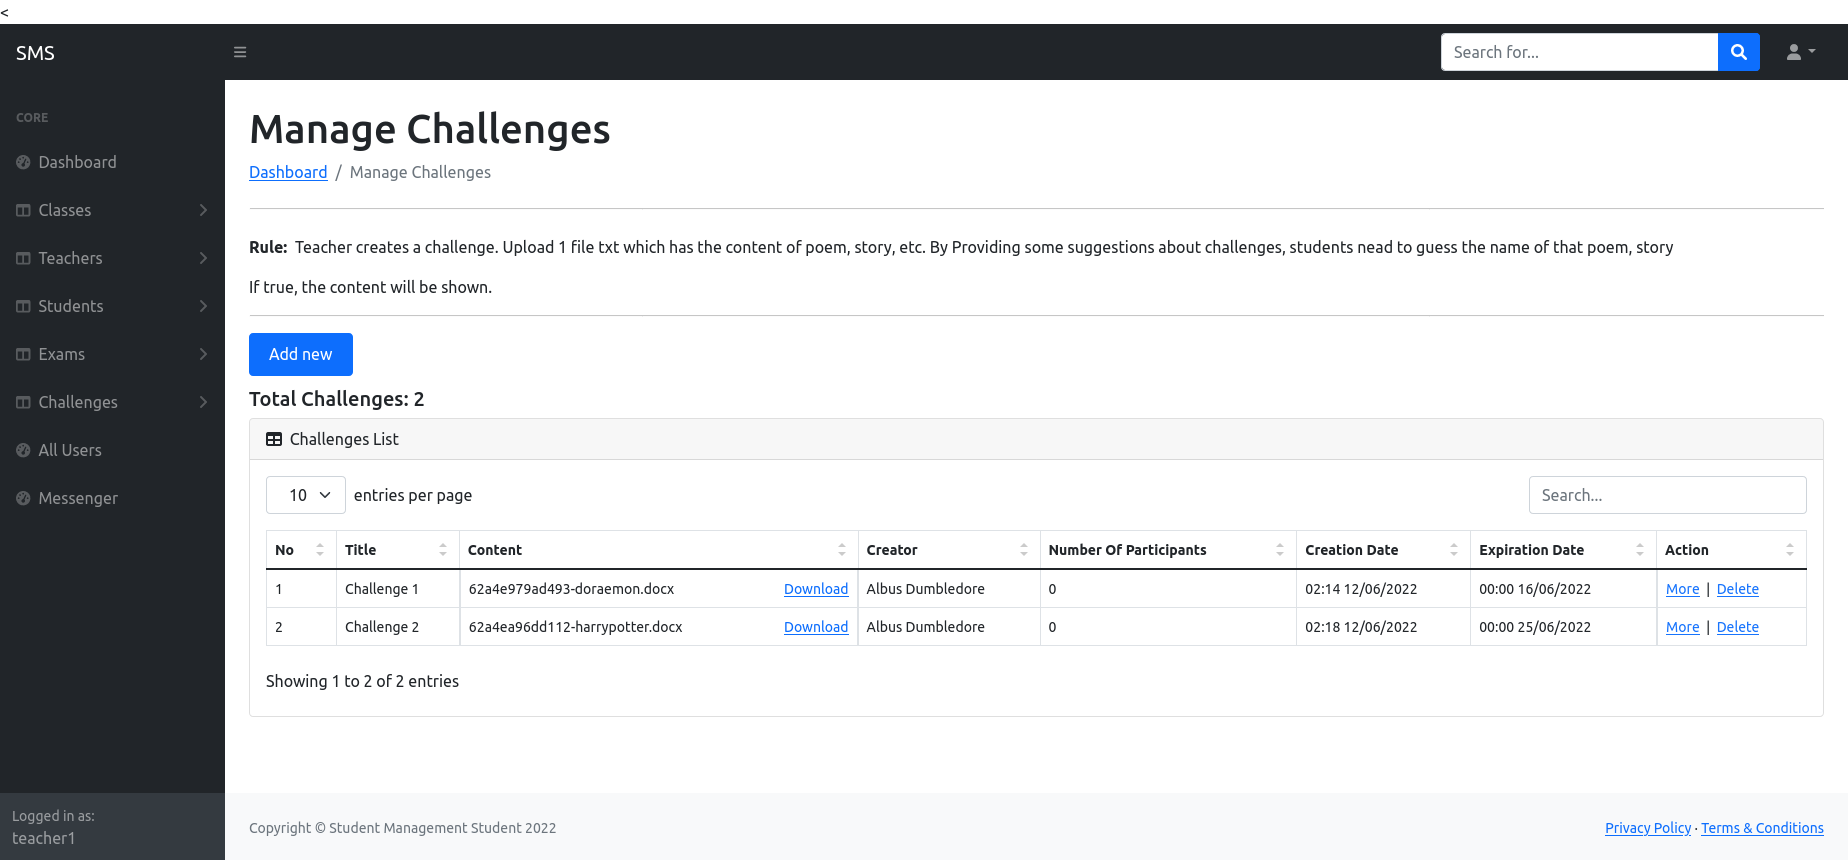 <
SMS
Search for...
CORE
Dashboard
Classes
Teachers
Students
Exams
Challenges
All Users
Messenger
Logged in as:
teacher1
Manage Challenges
Dashboard / Manage Challenges
Rule: Teacher creates a challenge. Upload 1 file txt which has the content of poem, story, etc. By Providing some suggestions about challenges, students nead to guess the name of that poem, story
If true, the content will be shown.
Add new
Total Challenges: 2
Challenges List
10 entries per page
Search...
No Title Content Creator Number Of Participants Creation Date Expiration Date Action
1 Challenge 1 62a4e979ad493-doraemon.docx Download Albus Dumbledore 0 02:14 12/06/2022 00:00 16/06/2022 More | Delete
2 Challenge 2 62a4ea96dd112-harrypotter.docx Download Albus Dumbledore 0 02:18 12/06/2022 00:00 25/06/2022 More | Delete
Showing 1 to 2 of 2 entries
Copyright © Student Management Student 2022
Privacy Policy · Terms & Conditions